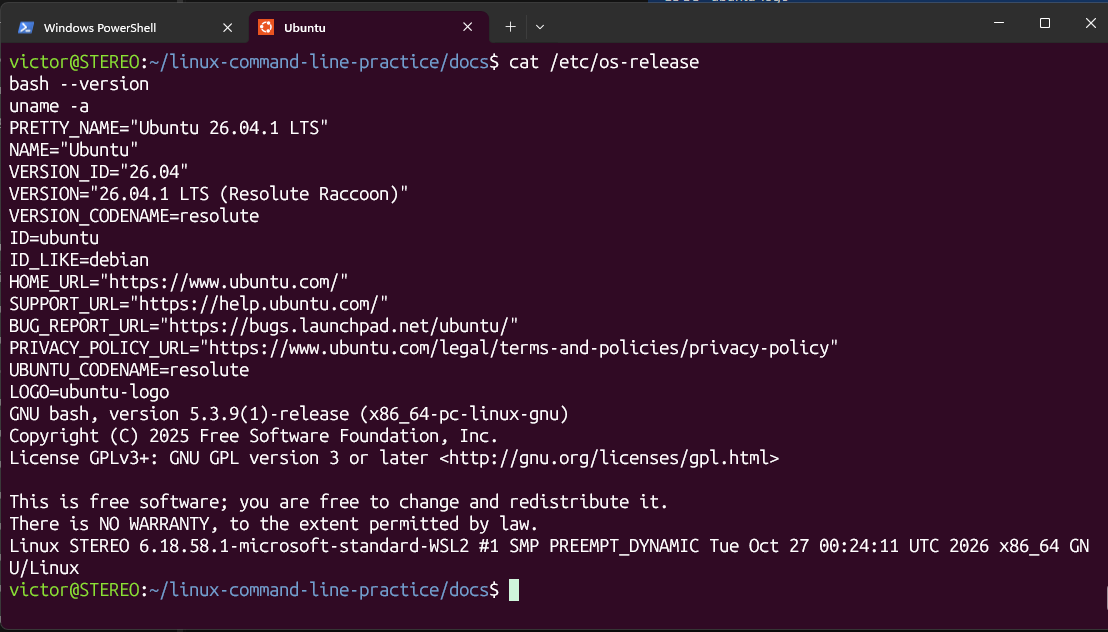 Windows PowerShell
Ubuntu
victor@STEREO:~/linux-command-line-practice/docs$ cat /etc/os-release
bash --version
uname -a
PRETTY_NAME="Ubuntu 26.04.1 LTS"
NAME="Ubuntu"
VERSION_ID="26.04"
VERSION="26.04.1 LTS (Resolute Raccoon)"
VERSION_CODENAME=resolute
ID=ubuntu
ID_LIKE=debian
HOME_URL="https://www.ubuntu.com/"
SUPPORT_URL="https://help.ubuntu.com/"
BUG_REPORT_URL="https://bugs.launchpad.net/ubuntu/"
PRIVACY_POLICY_URL="https://www.ubuntu.com/legal/terms-and-policies/privacy-policy"
UBUNTU_CODENAME=resolute
LOGO=ubuntu-logo
GNU bash, version 5.3.9(1)-release (x86_64-pc-linux-gnu)
Copyright (C) 2025 Free Software Foundation, Inc.
License GPLv3+: GNU GPL version 3 or later <http://gnu.org/licenses/gpl.html>

This is free software; you are free to change and redistribute it.
There is NO WARRANTY, to the extent permitted by law.
Linux STEREO 6.18.58.1-microsoft-standard-WSL2 #1 SMP PREEMPT_DYNAMIC Tue Oct 27 00:24:11 UTC 2026 x86_64 GN
U/Linux
victor@STEREO:~/linux-command-line-practice/docs$